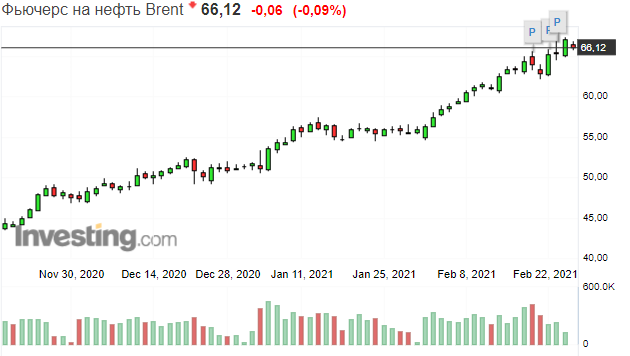 Фьючерс на нефть Brent 66,12 -0,06 (-0,09%)
P P P
66,12
60,00
55,00
50,00
45,00
40,00
Investing.com
Nov 30, 2020 Dec 14, 2020 Dec 28, 2020 Jan 11, 2021 Jan 25, 2021 Feb 8, 2021 Feb 22, 2021
600.0K
0